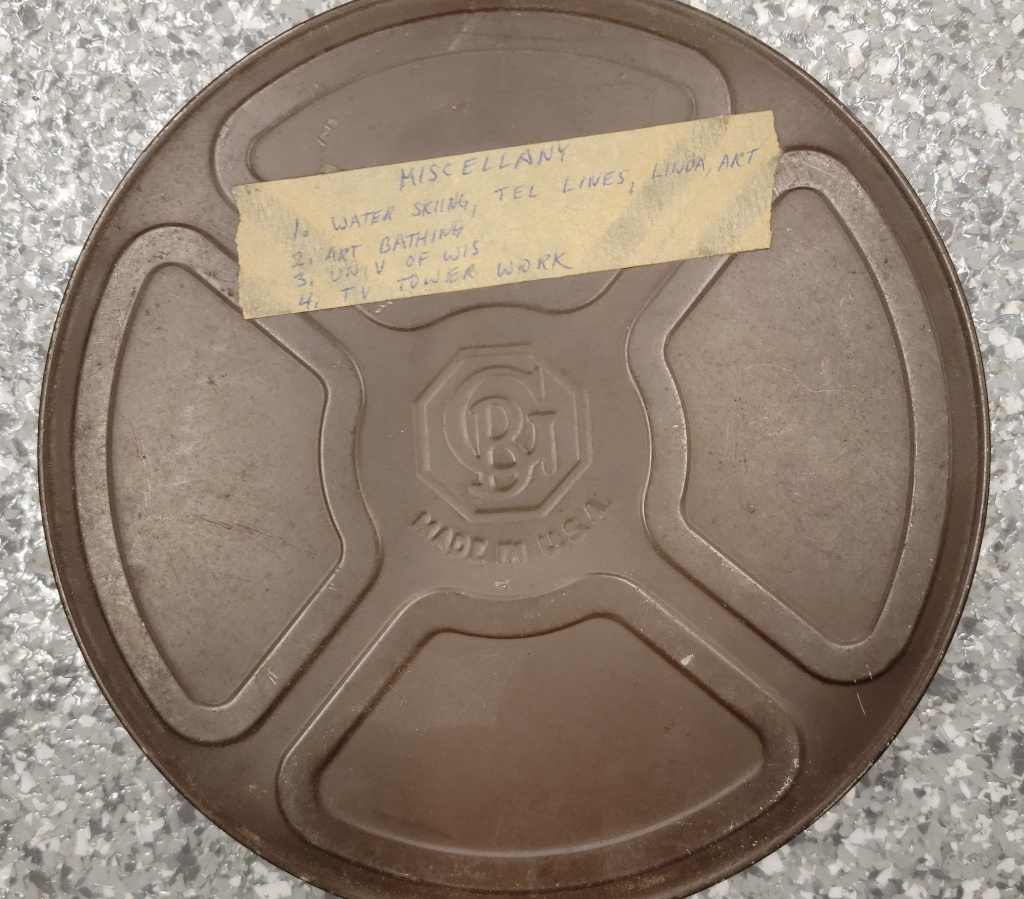 MISCELLANY
1. WATER SKIING, TEL LINES, LINDA, ART
2. ART BATHING
3. UNIV OF WIS
4. TV TOWER WORK
GBJ
MADE IN U.S.A.